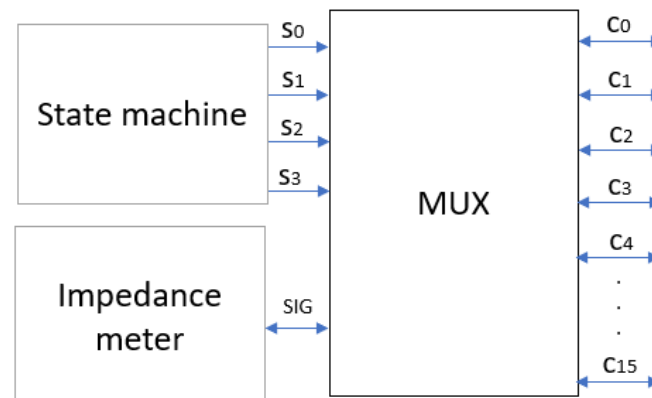 State machine
S0
S1
S2
S3
MUX
Impedance
meter
SIG
C0
C1
C2
C3
C4
.
.
.
.
C15